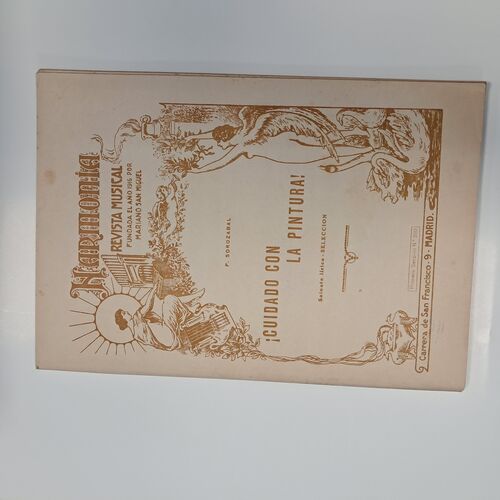 Harmonía
REVISTA MUSICAL
FUNDADA EL AÑO 1916 POR
MARIANO SAN MIGUEL
P. SOROZABAL
¡CUIDADO CON
LA PINTURA!
Sainete lírico.-SELECCION
Carrera de San Francisco - 9 - MADRID.